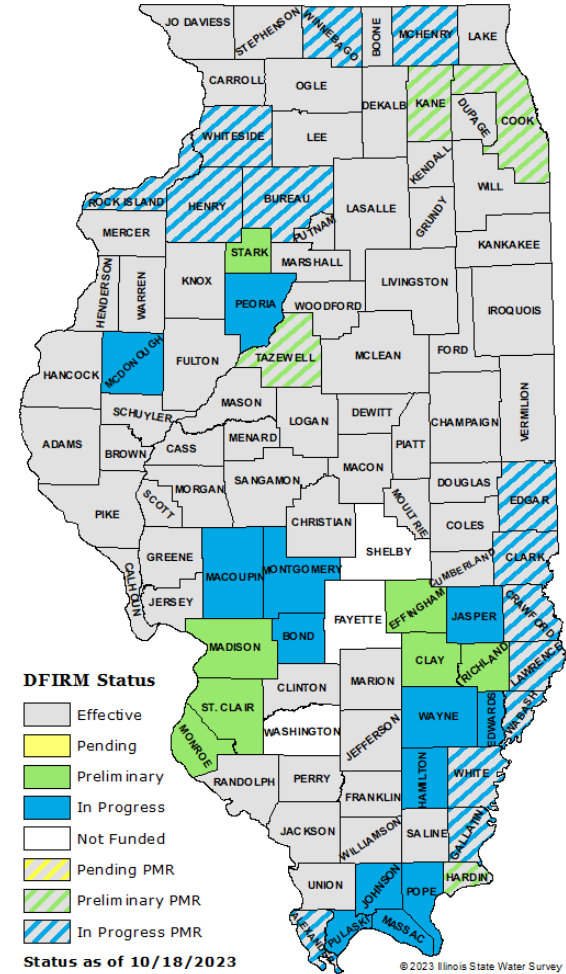 JO DAVIESS
STEPHENSON
WINNEBAGO
BOONE
MCHENRY
LAKE
CARROLL
OGLE
DEKALB
KANE
DUPAGE
COOK
WHITESIDE
LEE
KENDALL
WILL
ROCK ISLAND
HENRY
BUREAU
PUTNAM
LASALLE
GRUNDY
MERCER
STARK
MARSHALL
KANKAKEE
HENDERSON
WARREN
KNOX
PEORIA
WOODFORD
LIVINGSTON
IROQUOIS
MCDONOUGH
FULTON
TAZEWELL
MCLEAN
FORD
HANCOCK
SCHUYLER
MASON
LOGAN
DEWITT
CHAMPAIGN
VERMILION
ADAMS
BROWN
CASS
MENARD
PIATT
MACON
PIKE
SCOTT
MORGAN
SANGAMON
MOULTRIE
DOUGLAS
EDGAR
CHRISTIAN
COLES
CALHOUN
GREENE
JERSEY
MACOUPIN
MONTGOMERY
SHELBY
CUMBERLAND
CLARK
FAYETTE
EFFINGHAM
JASPER
CRAWFORD
MADISON
BOND
CLAY
RICHLAND
LAWRENCE
CLINTON
MARION
ST. CLAIR
WASHINGTON
WAYNE
EDWARDS
WABASH
MONROE
JEFFERSON
RANDOLPH
PERRY
FRANKLIN
HAMILTON
WHITE
JACKSON
WILLIAMSON
SALINE
GALLATIN
UNION
JOHNSON
POPE
HARDIN
ALEXANDER
PULASKI
MASSAC
DFIRM Status
Effective
Pending
Preliminary
In Progress
Not Funded
Pending PMR
Preliminary PMR
In Progress PMR
Status as of 10/18/2023
© 2023 Illinois State Water Survey